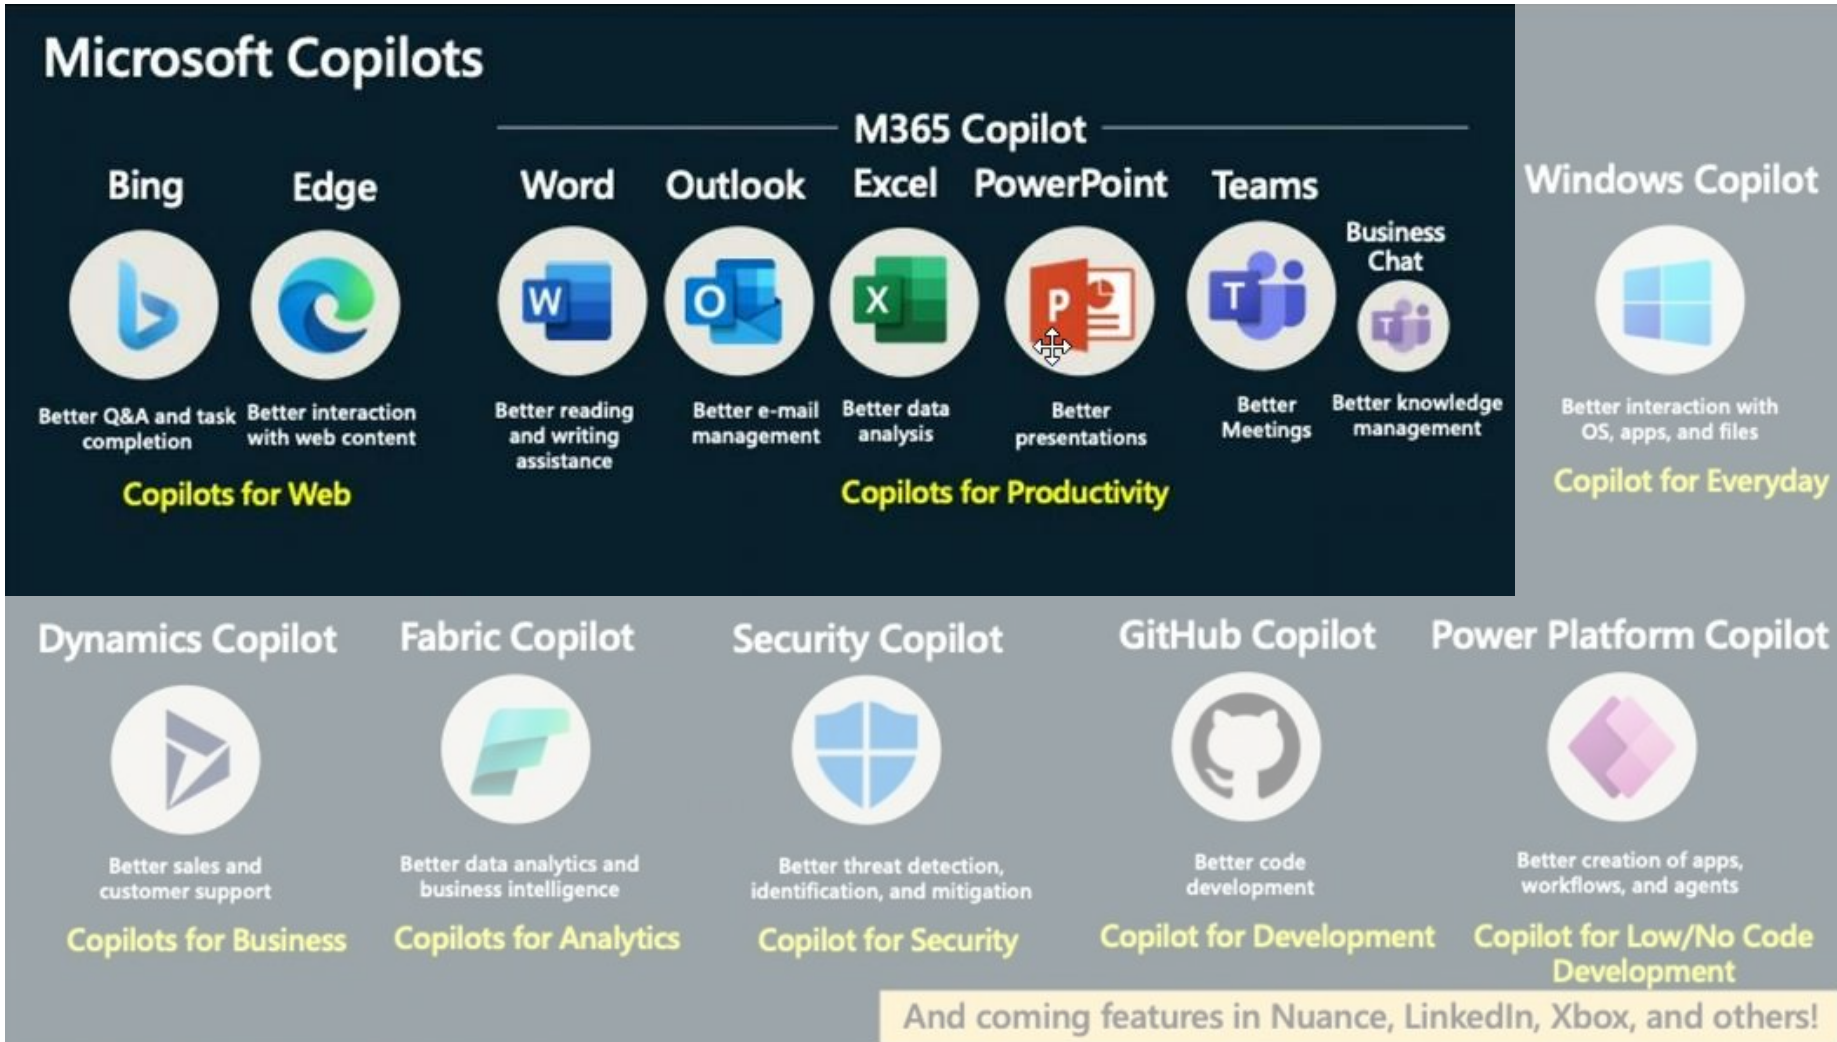 Microsoft Copilots
M365 Copilot
Bing
Better Q&A and task
completion
Edge
Better interaction
with web content
Copilots for Web
Word
W
Better reading
and writing
assistance
Outlook
O
Better e-mail
management
Excel
X
Better data
analysis
PowerPoint
P
Better
presentations
Teams
T
Better
Meetings
Business
Chat
T
Better knowledge
management
Copilots for Productivity
Windows Copilot
Better interaction with
OS, apps, and files
Copilot for Everyday
Dynamics Copilot
Better sales and
customer support
Copilots for Business
Fabric Copilot
Better data analytics and
business intelligence
Copilots for Analytics
Security Copilot
Better threat detection,
identification, and mitigation
Copilot for Security
GitHub Copilot
Better code
development
Copilot for Development
Power Platform Copilot
Better creation of apps,
workflows, and agents
Copilot for Low/No Code
Development
And coming features in Nuance, LinkedIn, Xbox, and others!